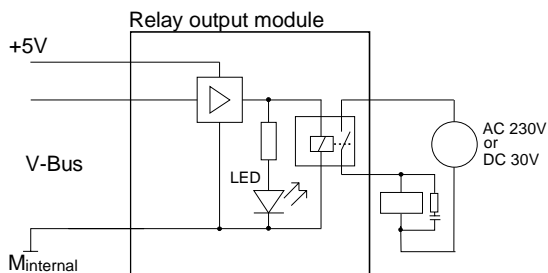 Relay output module
+5V
AC 230V
or
DC 30V
V-Bus
LED
Minternal